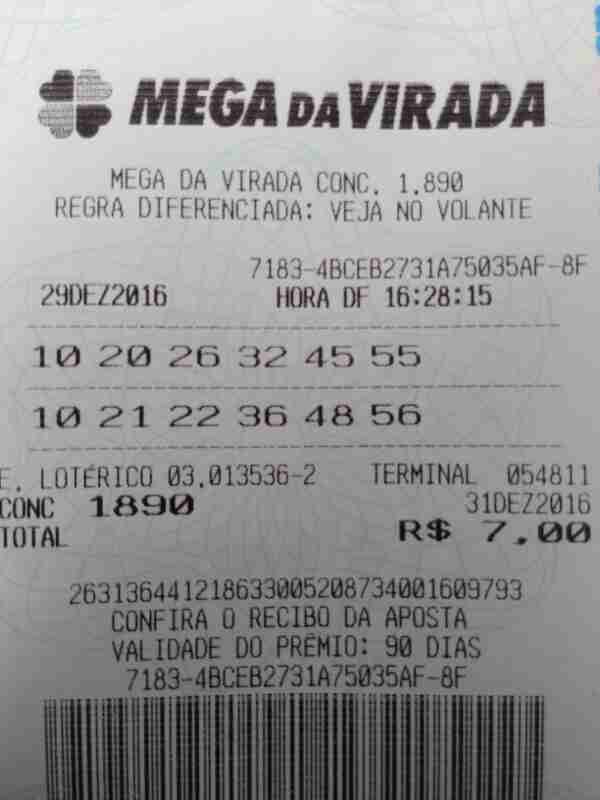 MEGA DA VIRADA
MEGA DA VIRADA CONC. 1.890
REGRA DIFERENCIADA: VEJA NO VOLANTE
7183-4BCEB2731A75035AF-8F
29DEZ2016 HORA DF 16:28:15
10 20 26 32 45 55
10 21 22 36 48 56
E. LOTÉRICO 03.013536-2 TERMINAL 054811
CONC 1890 31DEZ2016
TOTAL R$ 7,00
263136441218633005208734001609793
CONFIRA O RECIBO DA APOSTA
VALIDADE DO PRÊMIO: 90 DIAS
7183-4BCEB2731A75035AF-8F